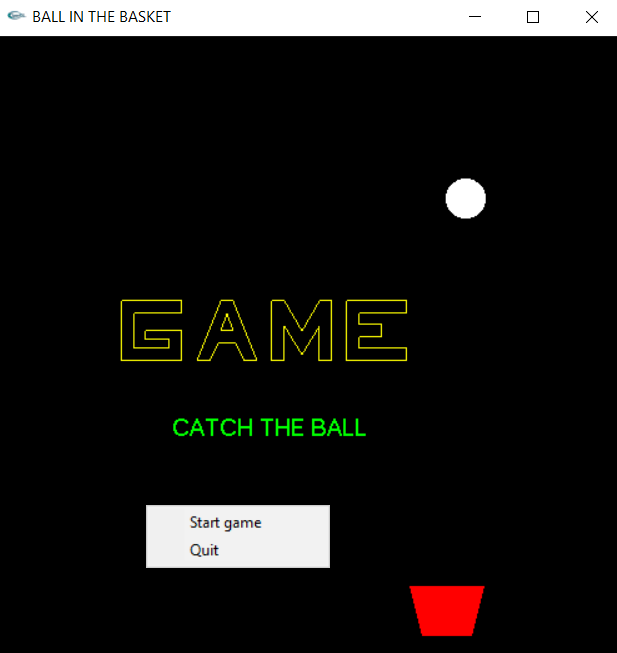 BALL IN THE BASKET
GAME
CATCH THE BALL
Start game
Quit